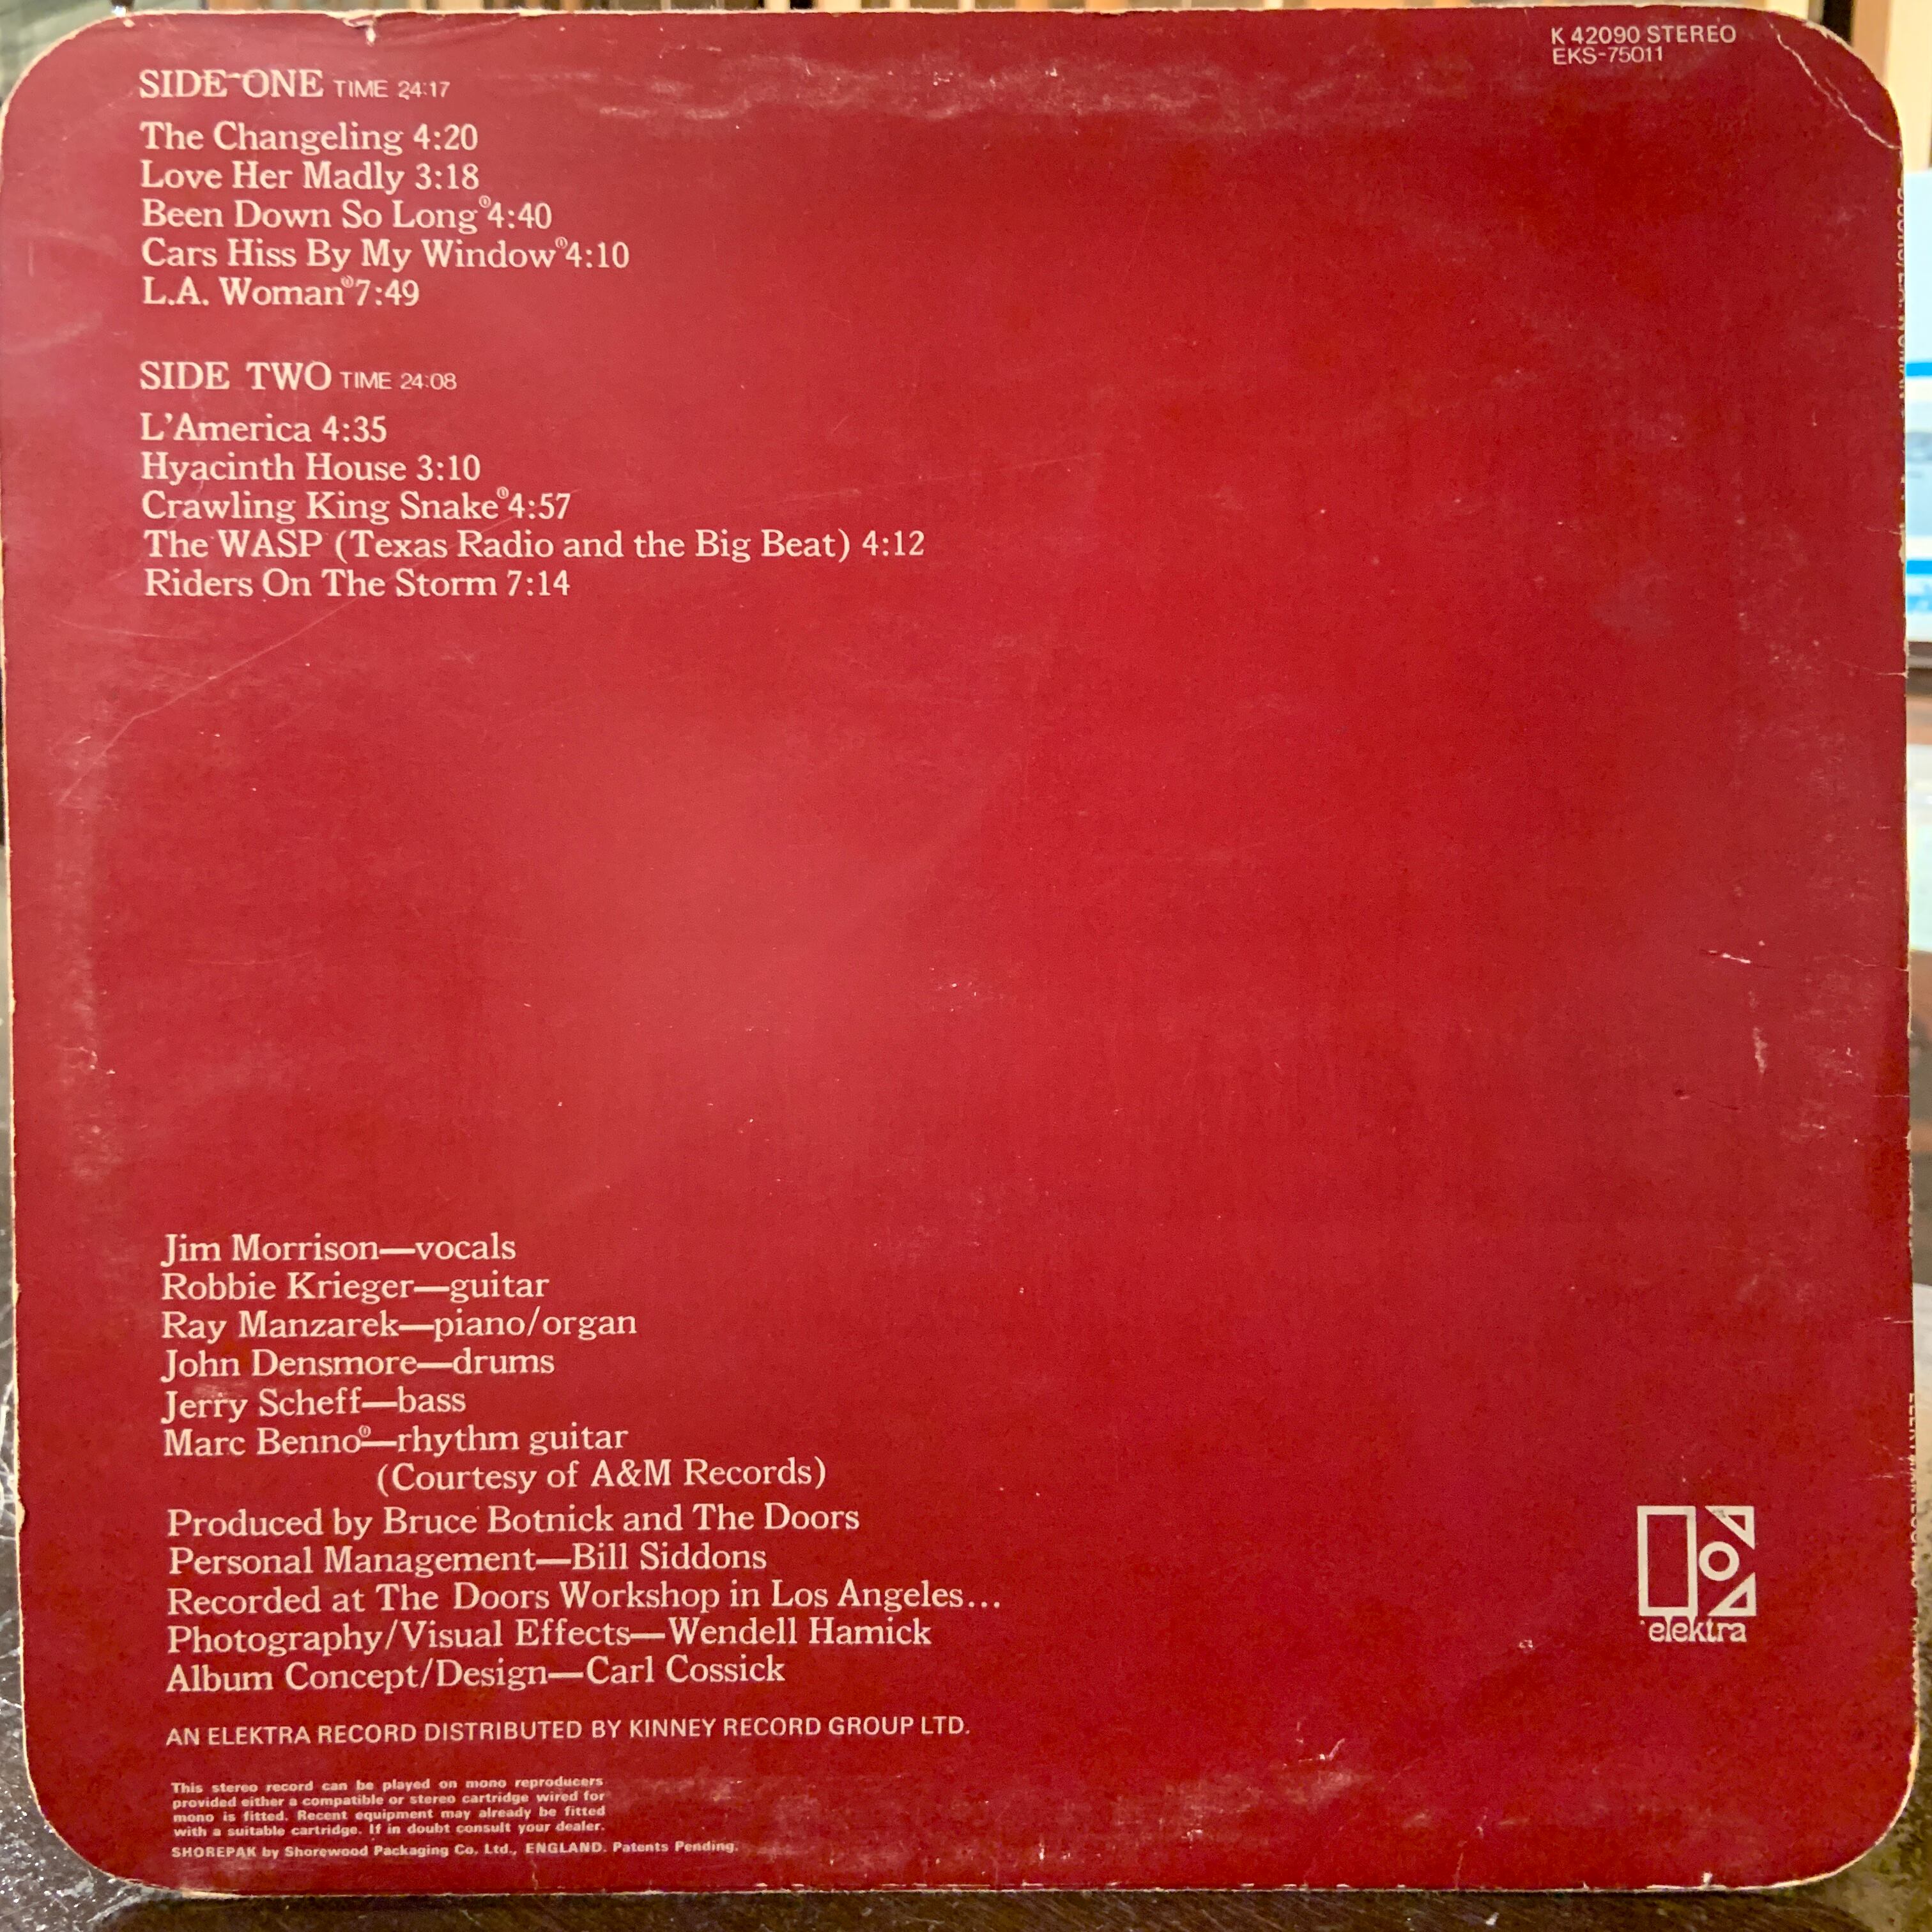 K 42090 STEREO
EKS-75011
SIDE ONE TIME 24:17
The Changeling 4:20
Love Her Madly 3:18
Been Down So Long 4:40
Cars Hiss By My Window 4:10
L.A. Woman 7:49
SIDE TWO TIME 24:08
L'America 4:35
Hyacinth House 3:10
Crawling King Snake 4:57
The WASP (Texas Radio and the Big Beat) 4:12
Riders On The Storm 7:14
Jim Morrison—vocals
Robbie Krieger—guitar
Ray Manzarek—piano/organ
John Densmore—drums
Jerry Scheff—bass
Marc Benno—rhythm guitar
(Courtesy of A&M Records)
Produced by Bruce Botnick and The Doors
Personal Management—Bill Siddons
Recorded at The Doors Workshop in Los Angeles...
Photography/Visual Effects—Wendell Hamick
Album Concept/Design—Carl Cossick
elektra
AN ELEKTRA RECORD DISTRIBUTED BY KINNEY RECORD GROUP LTD.
This stereo record can be played on mono reproducers
provided either a compatible or stereo cartridge wired for
mono is fitted. Recent equipment may already be fitted
with a suitable cartridge. If in doubt consult your dealer.
SHOREPAK by Shorewood Packaging Co. Ltd., ENGLAND. Patents Pending.